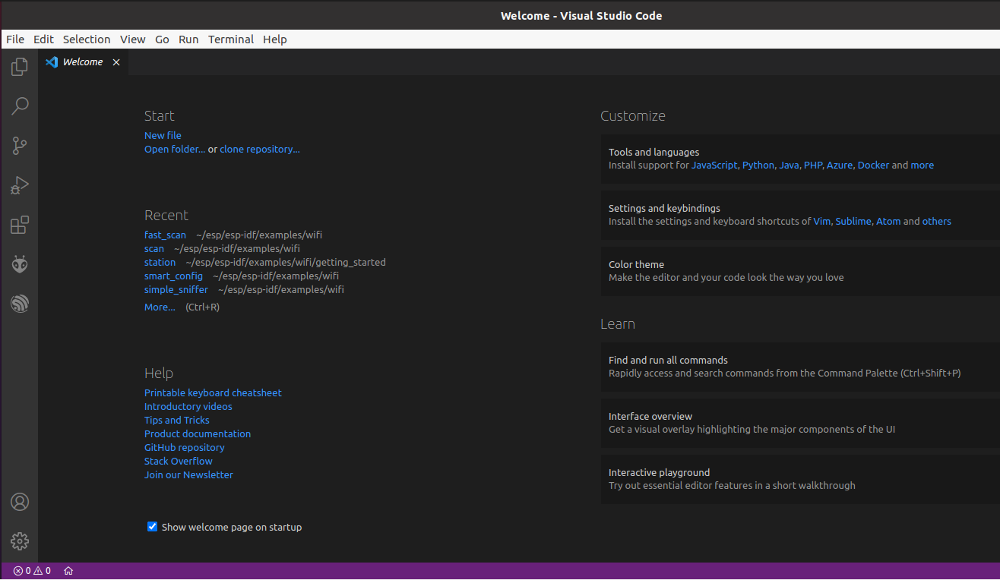 Welcome - Visual Studio Code
File Edit Selection View Go Run Terminal Help
Welcome
Start
New file
Open folder... or clone repository...
Recent
fast_scan ~/esp/esp-idf/examples/wifi
scan ~/esp/esp-idf/examples/wifi
station ~/esp/esp-idf/examples/wifi/getting_started
smart_config ~/esp/esp-idf/examples/wifi
simple_sniffer ~/esp/esp-idf/examples/wifi
More... (Ctrl+R)
Help
Printable keyboard cheatsheet
Introductory videos
Tips and Tricks
Product documentation
GitHub repository
Stack Overflow
Join our Newsletter
Show welcome page on startup
Customize
Tools and languages
Install support for JavaScript, Python, Java, PHP, Azure, Docker and more
Settings and keybindings
Install the settings and keyboard shortcuts of Vim, Sublime, Atom and others
Color theme
Make the editor and your code look the way you love
Learn
Find and run all commands
Rapidly access and search commands from the Command Palette (Ctrl+Shift+P)
Interface overview
Get a visual overlay highlighting the major components of the UI
Interactive playground
Try out essential editor features in a short walkthrough
0 0